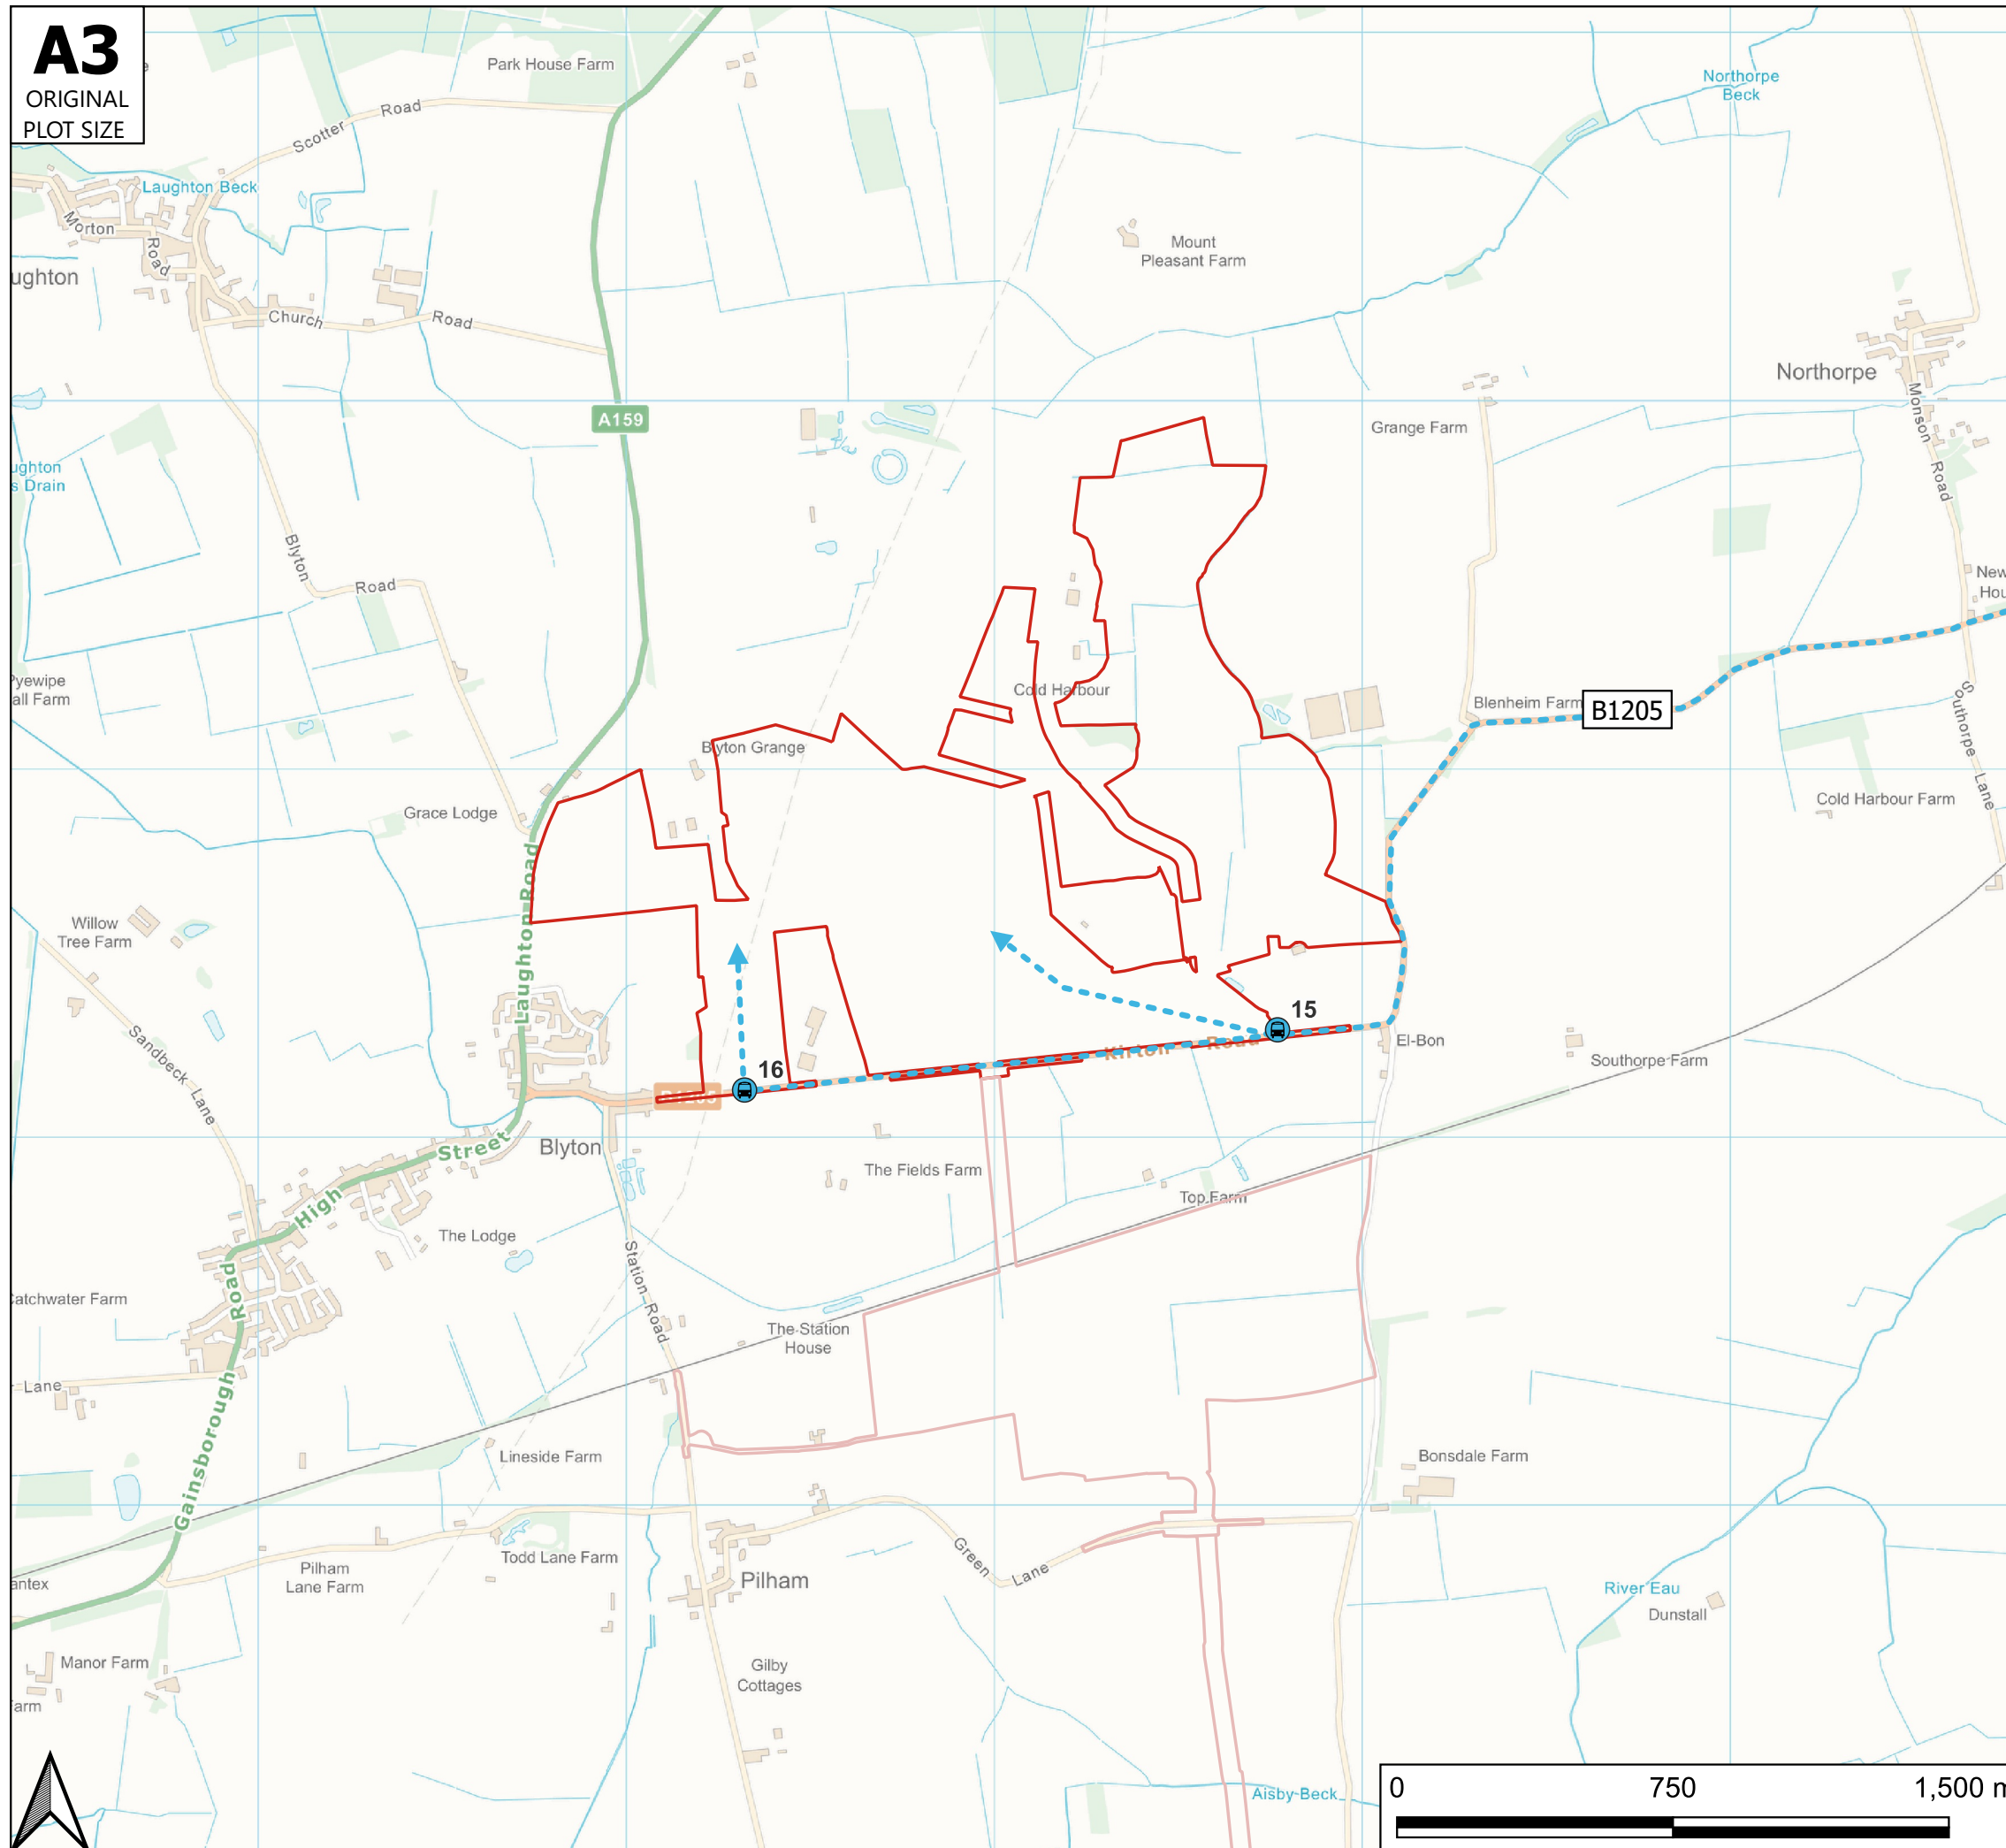 A3
ORIGINAL
PLOT SIZE
Park House Farm
Scotter
Road
Northorpe
Beck
Laughton Beck
Morton
Road
ughton
Church
Road
Mount
Pleasant Farm
Northorpe
Monson
Road
A159
Grange Farm
ughton
s Drain
Blyton
Road
New
Hou
Pyewipe
all Farm
Cold Harbour
Blenheim Farm
B1205
Southorpe
Lane
Blyton Grange
Grace Lodge
Cold Harbour Farm
Laughton Road
Willow
Tree Farm
15
El-Bon
Kirton
Road
Southorpe Farm
Sandbeck
Lane
16
Blyton
High
Street
The Fields Farm
Top Farm
The Lodge
Station
Road
Catchwater Farm
Road
The Station
House
Lane
Gainsborough
Lineside Farm
Bonsdale Farm
Todd Lane Farm
Pilham
Lane Farm
antex
Pilham
Green
Lane
River Eau
Dunstall
Manor Farm
Gilby
Cottages
arm
Aisby Beck
0
750
1,500 m